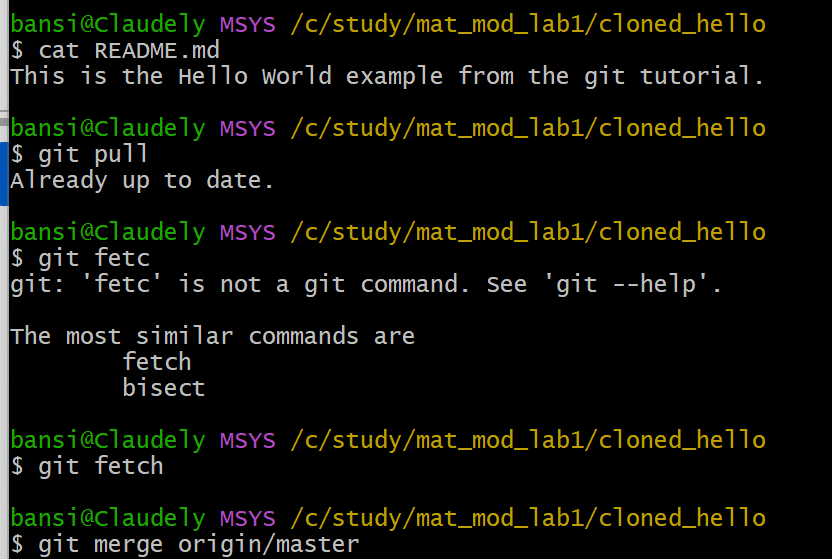 bansi@Claudely MSYS /c/study/mat_mod_lab1/cloned_hello
$ cat README.md
This is the Hello World example from the git tutorial.
bansi@Claudely MSYS /c/study/mat_mod_lab1/cloned_hello
$ git pull
Already up to date.
bansi@Claudely MSYS /c/study/mat_mod_lab1/cloned_hello
$ git fetc
git: 'fetc' is not a git command. See 'git --help'.
The most similar commands are
fetch
bisect
bansi@Claudely MSYS /c/study/mat_mod_lab1/cloned_hello
$ git fetch
bansi@Claudely MSYS /c/study/mat_mod_lab1/cloned_hello
$ git merge origin/master